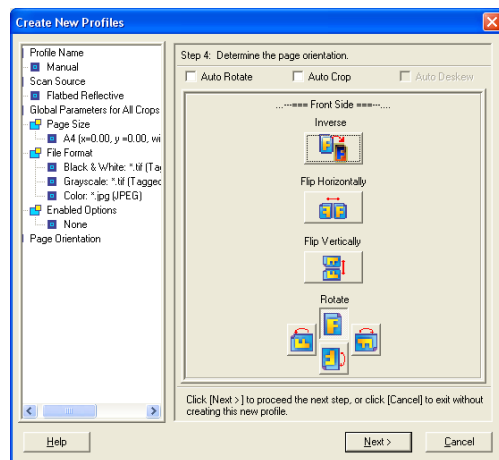 Create New Profiles
Profile Name
Manual
Scan Source
Flatbed Reflective
Global Parameters for All Crops
Page Size
A4 (x=0.00, y =0.00, wi
File Format
Black & White: *.tif (Tag
Grayscale: *.tif (Tagged
Color: *.jpg (JPEG)
Enabled Options
None
Page Orientation
Step 4: Determine the page orientation.
Auto Rotate Auto Crop Auto Deskew
...--=== Front Side ===--....
Inverse
Flip Horizontally
Flip Vertically
Rotate
Click [Next >] to proceed the next step, or click [Cancel] to exit without
creating this new profile.
Help Next > Cancel